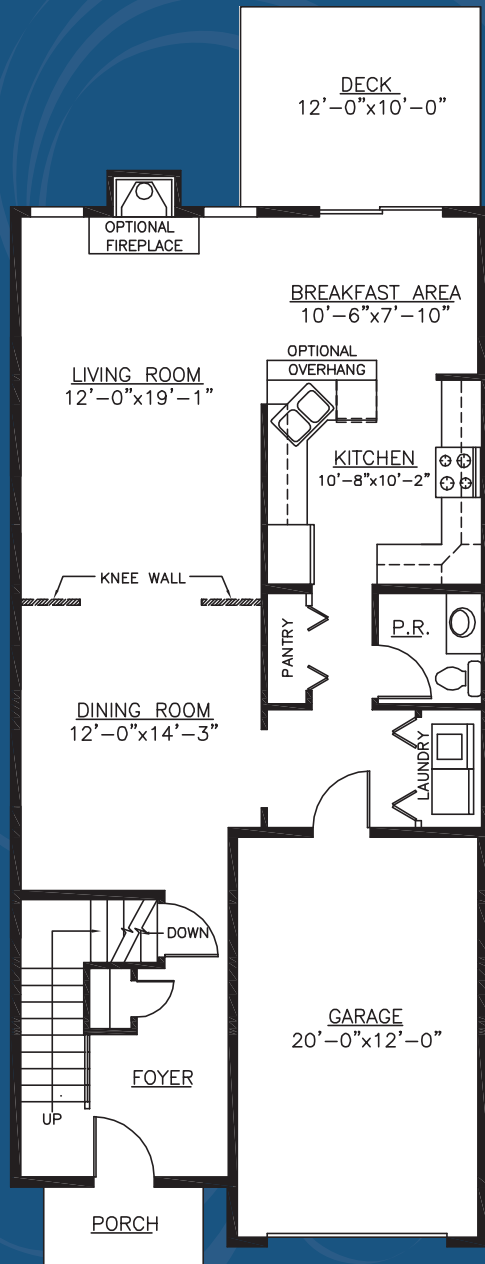 DECK
12'-0"x10'-0"
OPTIONAL
FIREPLACE
BREAKFAST AREA
10'-6"x7'-10"
OPTIONAL
OVERHANG
LIVING ROOM
12'-0"x19'-1"
KITCHEN
10'-8"x10'-2"
KNEE WALL
PANTRY
P.R.
DINING ROOM
12'-0"x14'-3"
LAUNDRY
DOWN
GARAGE
20'-0"x12'-0"
FOYER
UP
PORCH